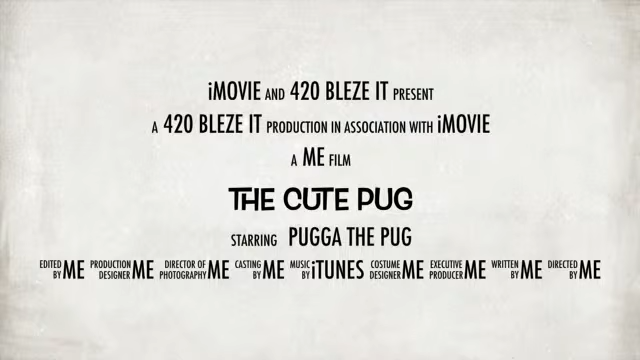 iMOVIE AND 420 BLEZE IT PRESENT
A 420 BLEZE IT PRODUCTION IN ASSOCIATION WITH iMOVIE
A ME FILM
THE CUTE PUG
STARRING PUGGA THE PUG
EDITED BY ME PRODUCTION DESIGNER ME DIRECTOR OF PHOTOGRAPHY ME CASTING BY ME MUSIC BY iTUNES COSTUME DESIGNER ME EXECUTIVE PRODUCER ME WRITTEN BY ME DIRECTED BY ME